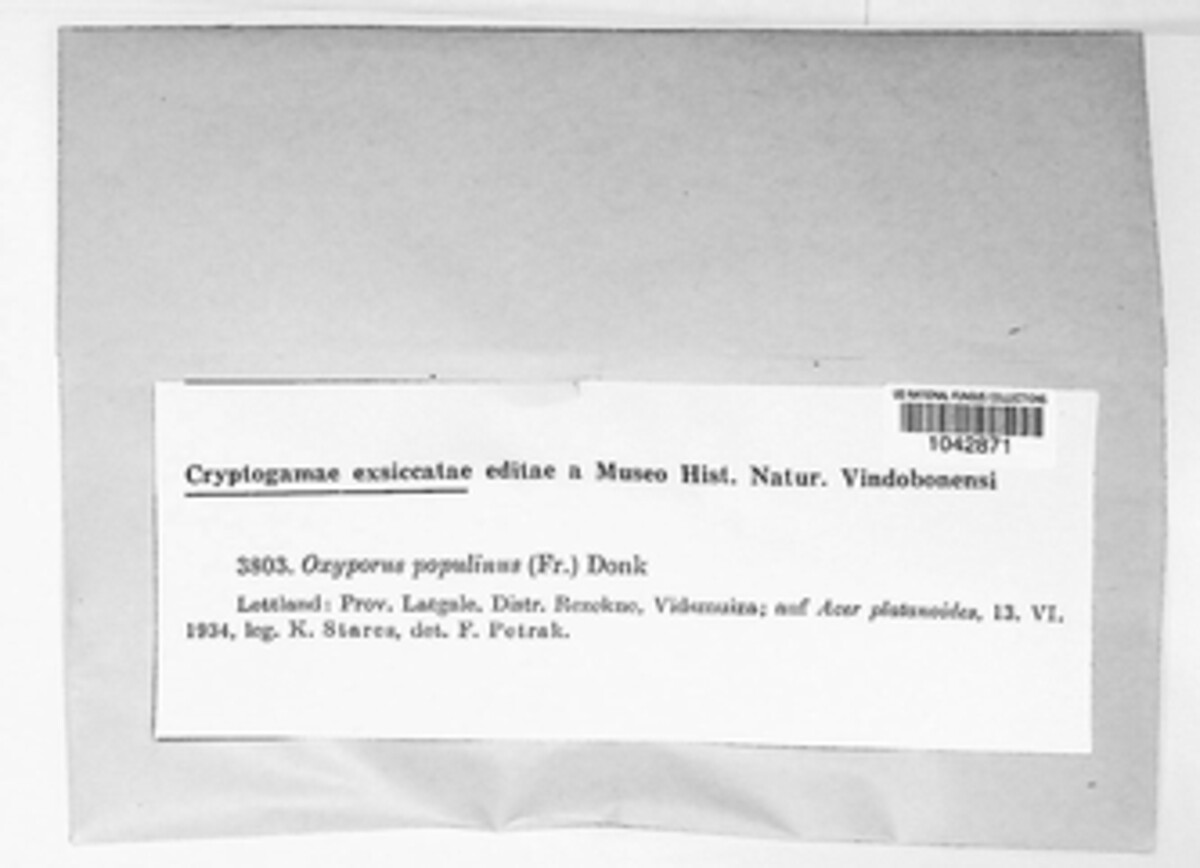 US NATIONAL FUNGUS COLLECTIONS
1042871
Cryptogamae exsiccatae editae a Museo Hist. Natur. Vindobonensi
3803. Oxyporus populinus (Fr.) Donk
Lettland: Prov. Latgale, Distr. Rezekne, auf Acer platanoides, 13. VI.
1934, leg. K. Starcs, det. F. Petrak.